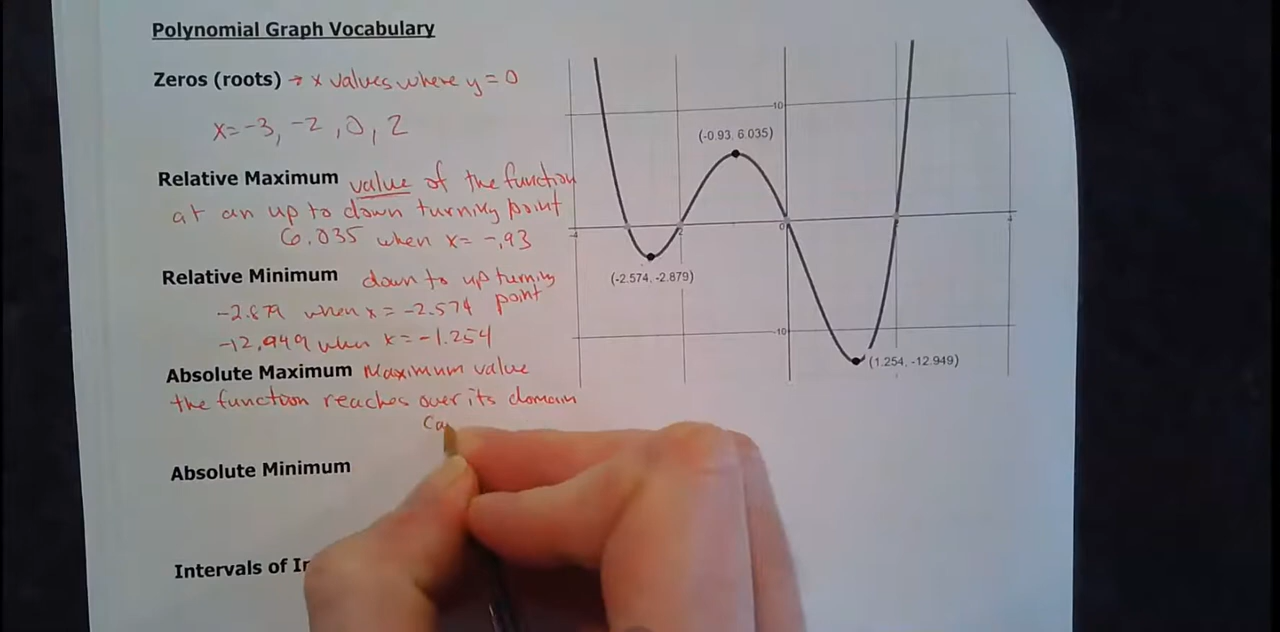 Polynomial Graph Vocabulary
Zeros (roots) → x values where y = 0
x = -3, -2, 0, 2
Relative Maximum value of the function
at an up to down turning point
6.035 when x = -.93
Relative Minimum down to up turning
point
-2.879 when x = -2.574
-12.949 when x = -1.254
Absolute Maximum Maximum value
the function reaches over its domain
(a
Absolute Minimum
Intervals of
10
(-0.93, 6.035)
-4
0
4
(-2.574, -2.879)
-10
(1.254, -12.949)